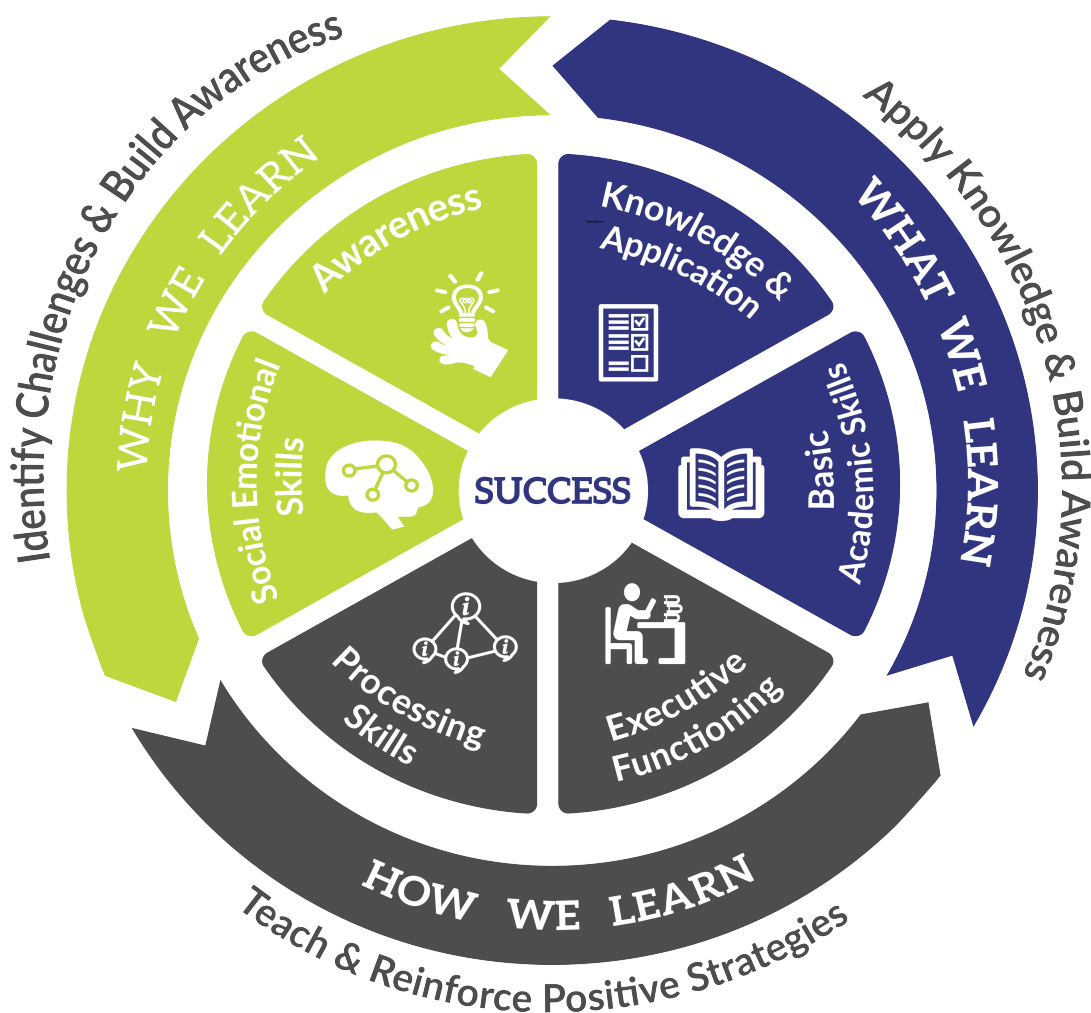 Identify Challenges & Build Awareness
WHY WE LEARN
Apply Knowledge & Build Awareness
WHAT WE LEARN
Awareness
Knowledge &
Application
Social Emotional
Skills
SUCCESS
Basic
Academic Skills
Processing
Skills
i
i
i
i
Executive
Functioning
HOW WE LEARN
Teach & Reinforce Positive Strategies